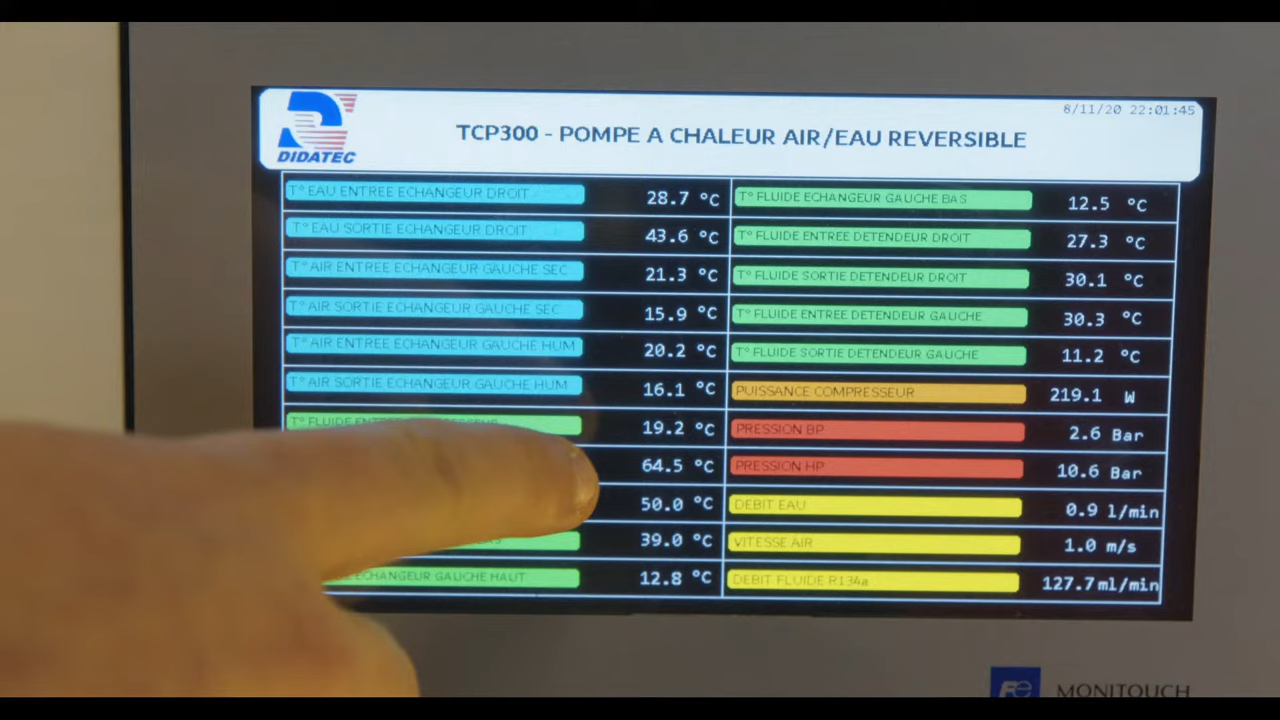 8/11/20 22:01:45
DIDATEC
TCP300 - POMPE A CHALEUR AIR/EAU REVERSIBLE
T° EAU ENTREE ECHANGEUR DROIT 28.7 °C
T° EAU SORTIE ECHANGEUR DROIT 43.6 °C
T° AIR ENTREE ECHANGEUR GAUCHE SEC 21.3 °C
T° AIR SORTIE ECHANGEUR GAUCHE SEC 15.9 °C
T° AIR ENTREE ECHANGEUR GAUCHE HUM 20.2 °C
T° AIR SORTIE ECHANGEUR GAUCHE HUM 16.1 °C
T° FLUIDE 19.2 °C
64.5 °C
50.0 °C
39.0 °C
ECHANGEUR GAUCHE HAUT 12.8 °C
T° FLUIDE ECHANGEUR GAUCHE BAS 12.5 °C
T° FLUIDE ENTREE DETENDEUR DROIT 27.3 °C
T° FLUIDE SORTIE DETENDEUR DROIT 30.1 °C
T° FLUIDE ENTREE DETENDEUR GAUCHE 30.3 °C
T° FLUIDE SORTIE DETENDEUR GAUCHE 11.2 °C
PUISSANCE COMPRESSEUR 219.1 W
PRESSION BP 2.6 Bar
PRESSION HP 10.6 Bar
DEBIT EAU 0.9 l/min
VITESSE AIR 1.0 m/s
DEBIT FLUIDE R134a 127.7 ml/min
Fe MONITOUCH